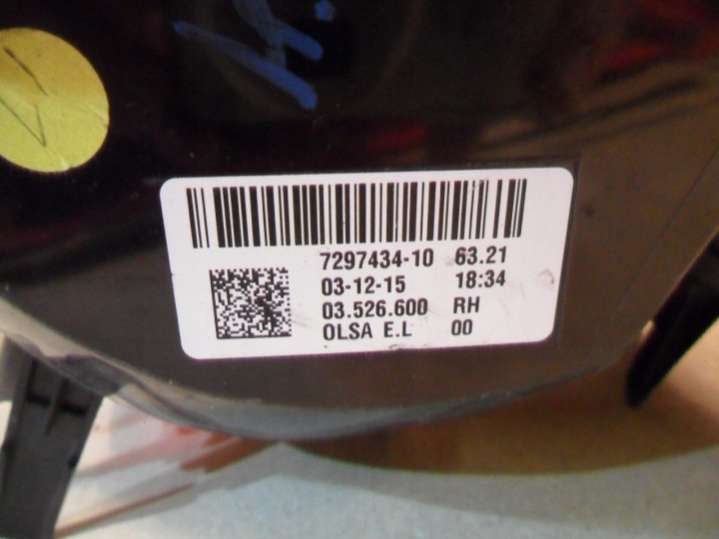 7297434-10 63.21
03-12-15 18:34
03.526.600 RH
OLSA E.L 00